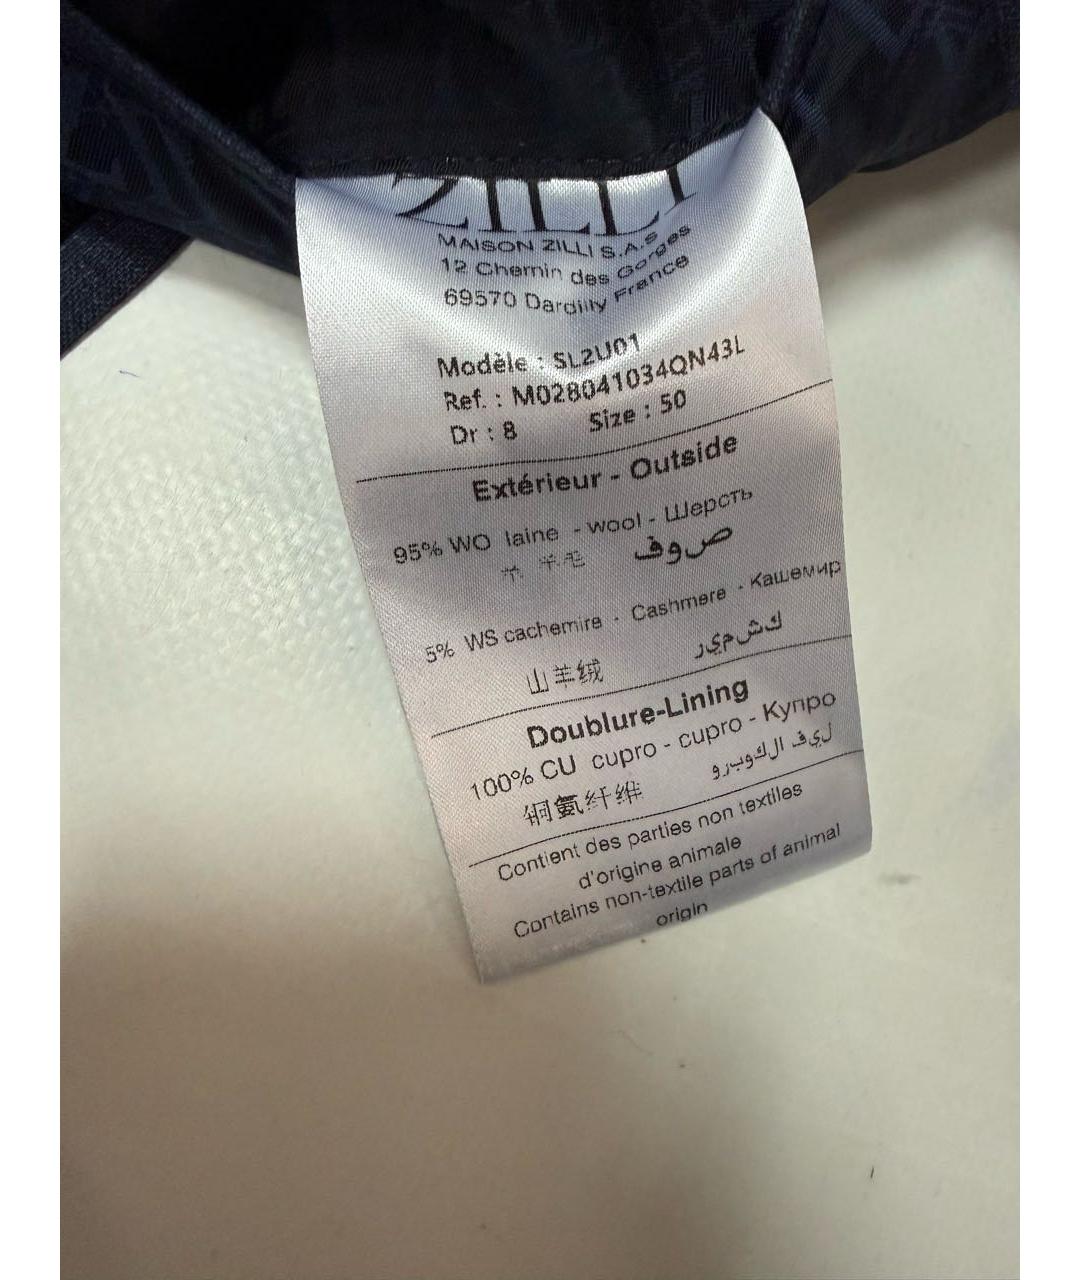 ZILLI
MAISON ZILLI S.A.S
12 Chemin des Gorges
69570 Dardilly France
Modèle : SL2U01
Ref. : M028041034QN43L
Dr : 8 Size : 50
Extérieur - Outside
95% WO laine - wool - Шерсть
羊毛 صوف
5% WS cachemire - Cashmere - Кашемир
山羊绒 كشمير
Doublure-Lining
100% CU cupro - cupro - Купро
铜氨纤维 ليف الكوبرو
Contient des parties non textiles
d'origine animale
Contains non-textile parts of animal
origin